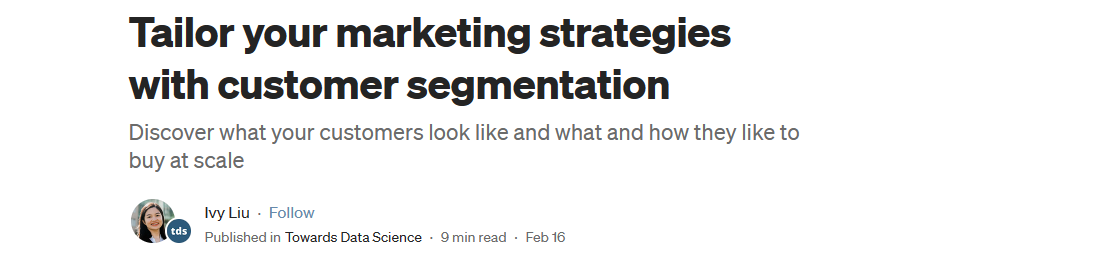 Tailor your marketing strategies
with customer segmentation
Discover what your customers look like and what and how they like to
buy at scale
Ivy Liu · Follow
tds
Published in Towards Data Science · 9 min read · Feb 16